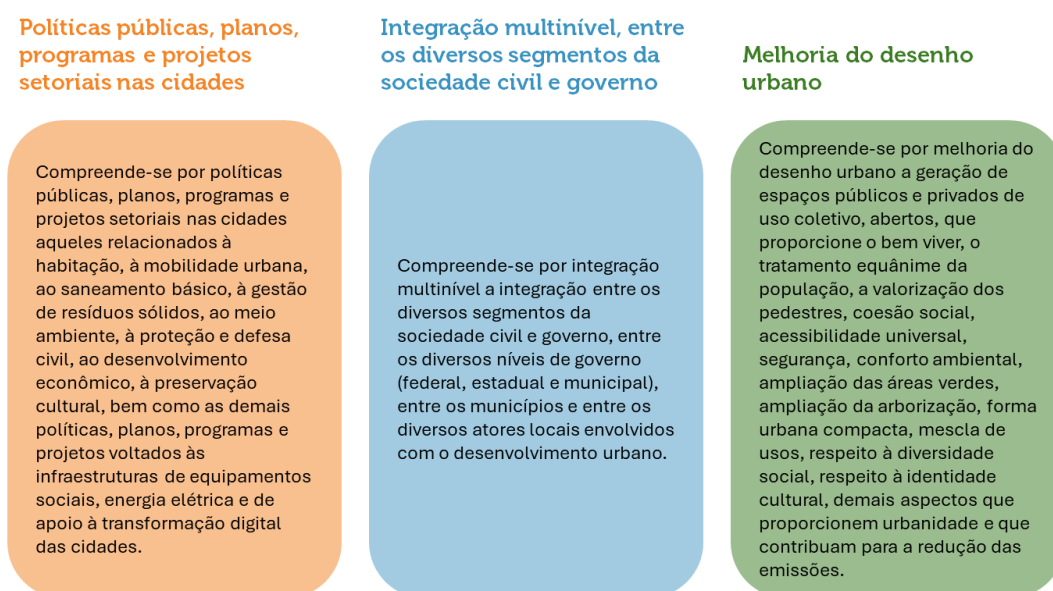 Políticas públicas, planos,
programas e projetos
setoriais nas cidades
Compreende-se por políticas
públicas, planos, programas e
projetos setoriais nas cidades
aqueles relacionados à
habitação, à mobilidade urbana,
ao saneamento básico, à gestão
de resíduos sólidos, ao meio
ambiente, à proteção e defesa
civil, ao desenvolvimento
econômico, à preservação
cultural, bem como as demais
políticas, planos, programas e
projetos voltados às
infraestruturas de equipamentos
sociais, energia elétrica e de
apoio à transformação digital
das cidades.
Integração multinível, entre
os diversos segmentos da
sociedade civil e governo
Compreende-se por integração
multinível a integração entre os
diversos segmentos da
sociedade civil e governo, entre
os diversos níveis de governo
(federal, estadual e municipal),
entre os municípios e entre os
diversos atores locais envolvidos
com o desenvolvimento urbano.
Melhoria do desenho
urbano
Compreende-se por melhoria do
desenho urbano a geração de
espaços públicos e privados de
uso coletivo, abertos, que
proporcione o bem viver, o
tratamento equânime da
população, a valorização dos
pedestres, coesão social,
acessibilidade universal,
segurança, conforto ambiental,
ampliação das áreas verdes,
ampliação da arborização, forma
urbana compacta, mescla de
usos, respeito à diversidade
social, respeito à identidade
cultural, demais aspectos que
proporcionem urbanidade e que
contribuam para a redução das
emissões.